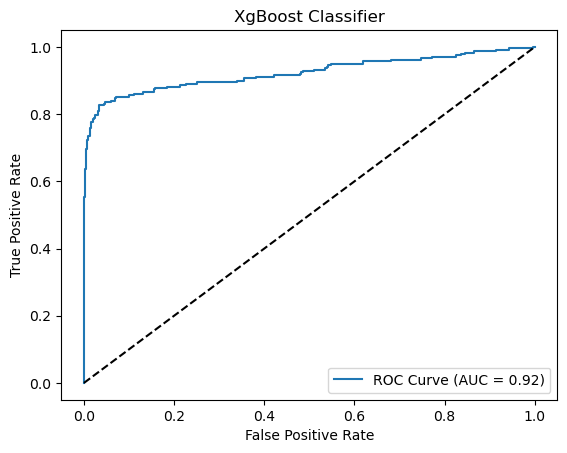 XgBoost Classifier
True Positive Rate
1.0
0.8
0.6
0.4
0.2
0.0
ROC Curve (AUC = 0.92)
0.0 0.2 0.4 0.6 0.8 1.0
False Positive Rate